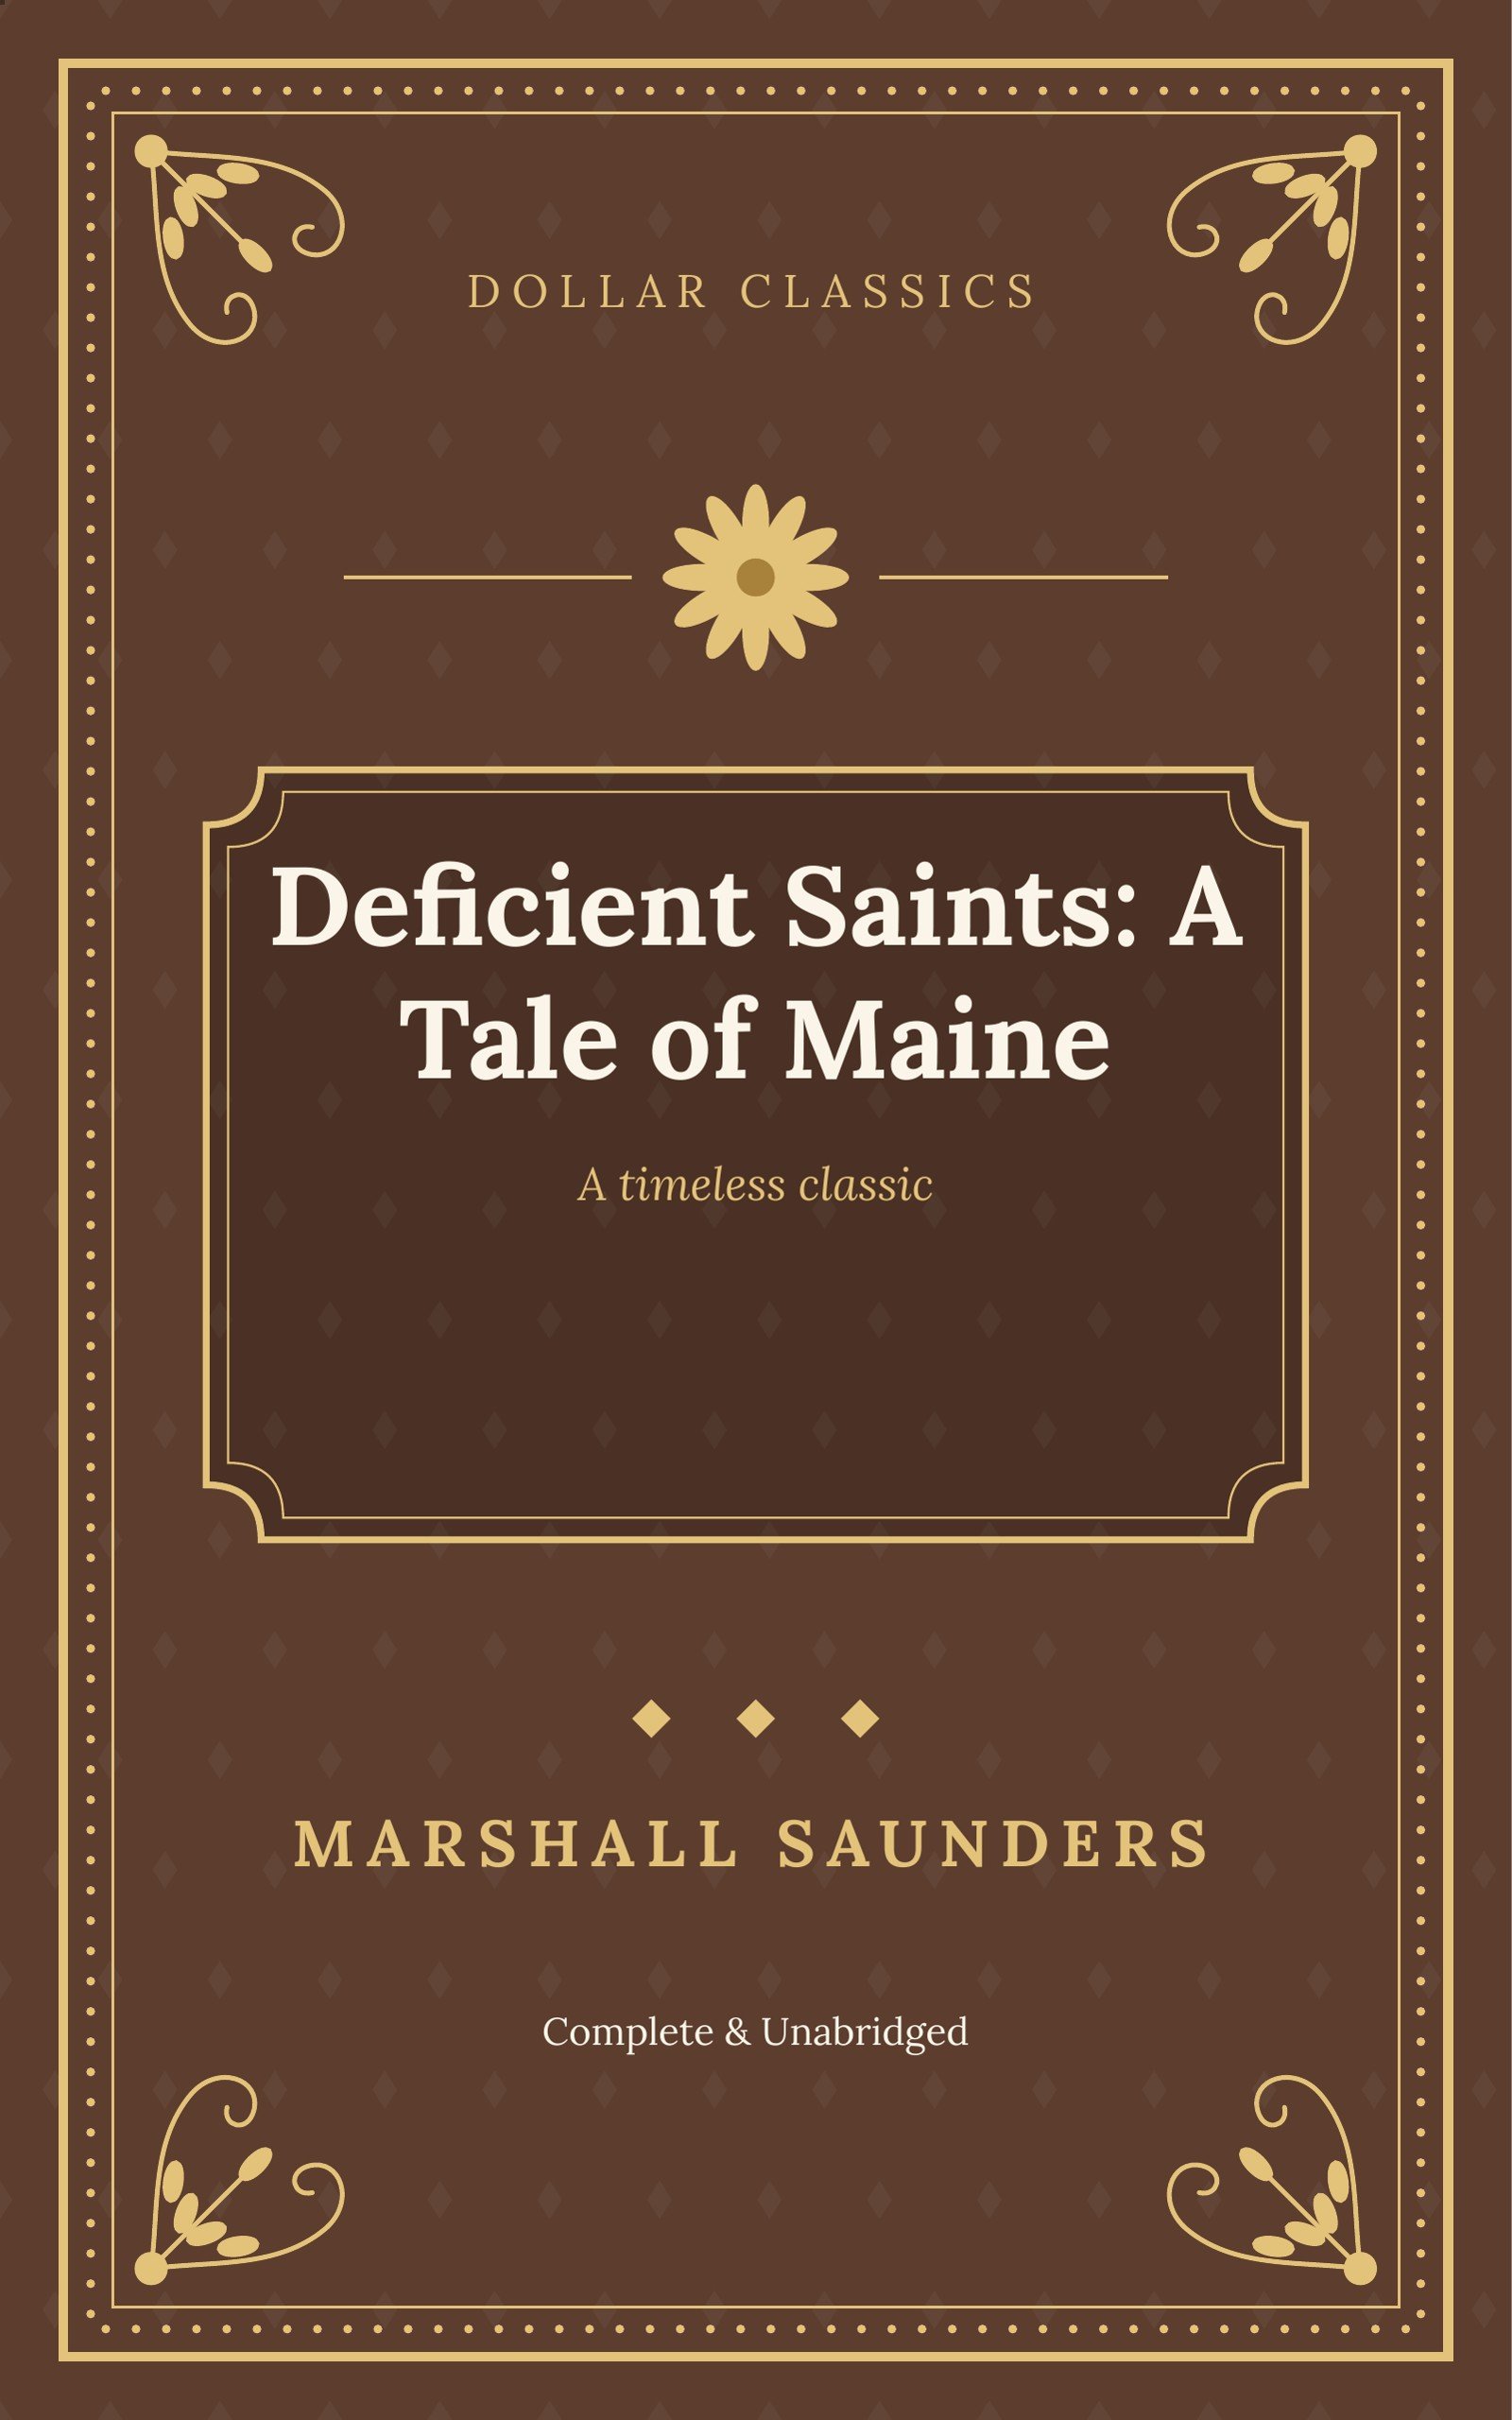 DOLLAR CLASSICS
Deficient Saints: A
Tale of Maine
A timeless classic
MARSHALL SAUNDERS
Complete & Unabridged